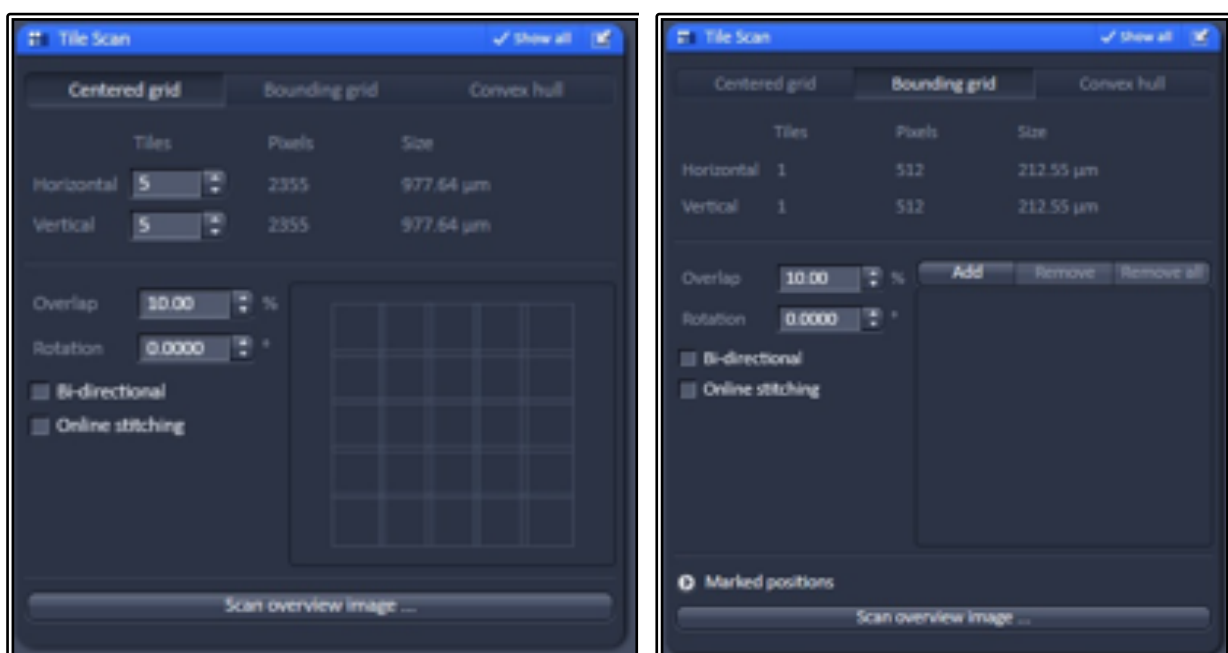 Tile Scan Show all
Centered grid Bounding grid Convex hull
Tiles Pixels Size
Horizontal 5 2355 977.64 µm
Vertical 5 2355 977.64 µm
Overlap 10.00 %
Rotation 0.0000 °
Bi-directional
Online stitching
Scan overview image ...
Tile Scan Show all
Centered grid Bounding grid Convex hull
Tiles Pixels Size
Horizontal 1 512 212.55 µm
Vertical 1 512 212.55 µm
Overlap 10.00 % Add Remove Remove all
Rotation 0.0000 °
Bi-directional
Online stitching
Marked positions
Scan overview image ...